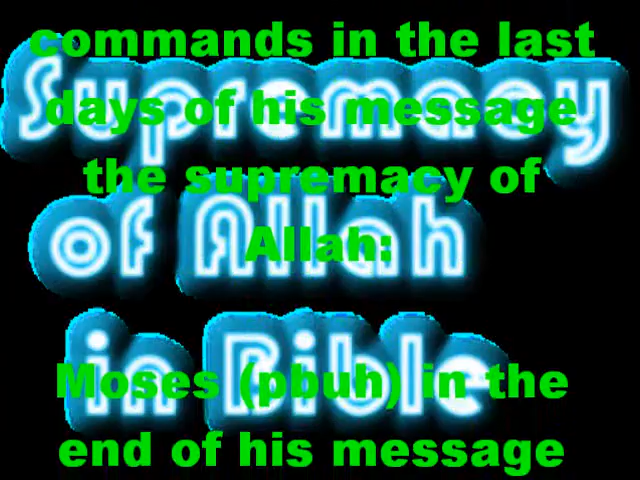 commands in the last
Supremacy
days of his message
the supremacy of
of Allah
Allah:
in Bible
Moses (pbuh) in the
end of his message